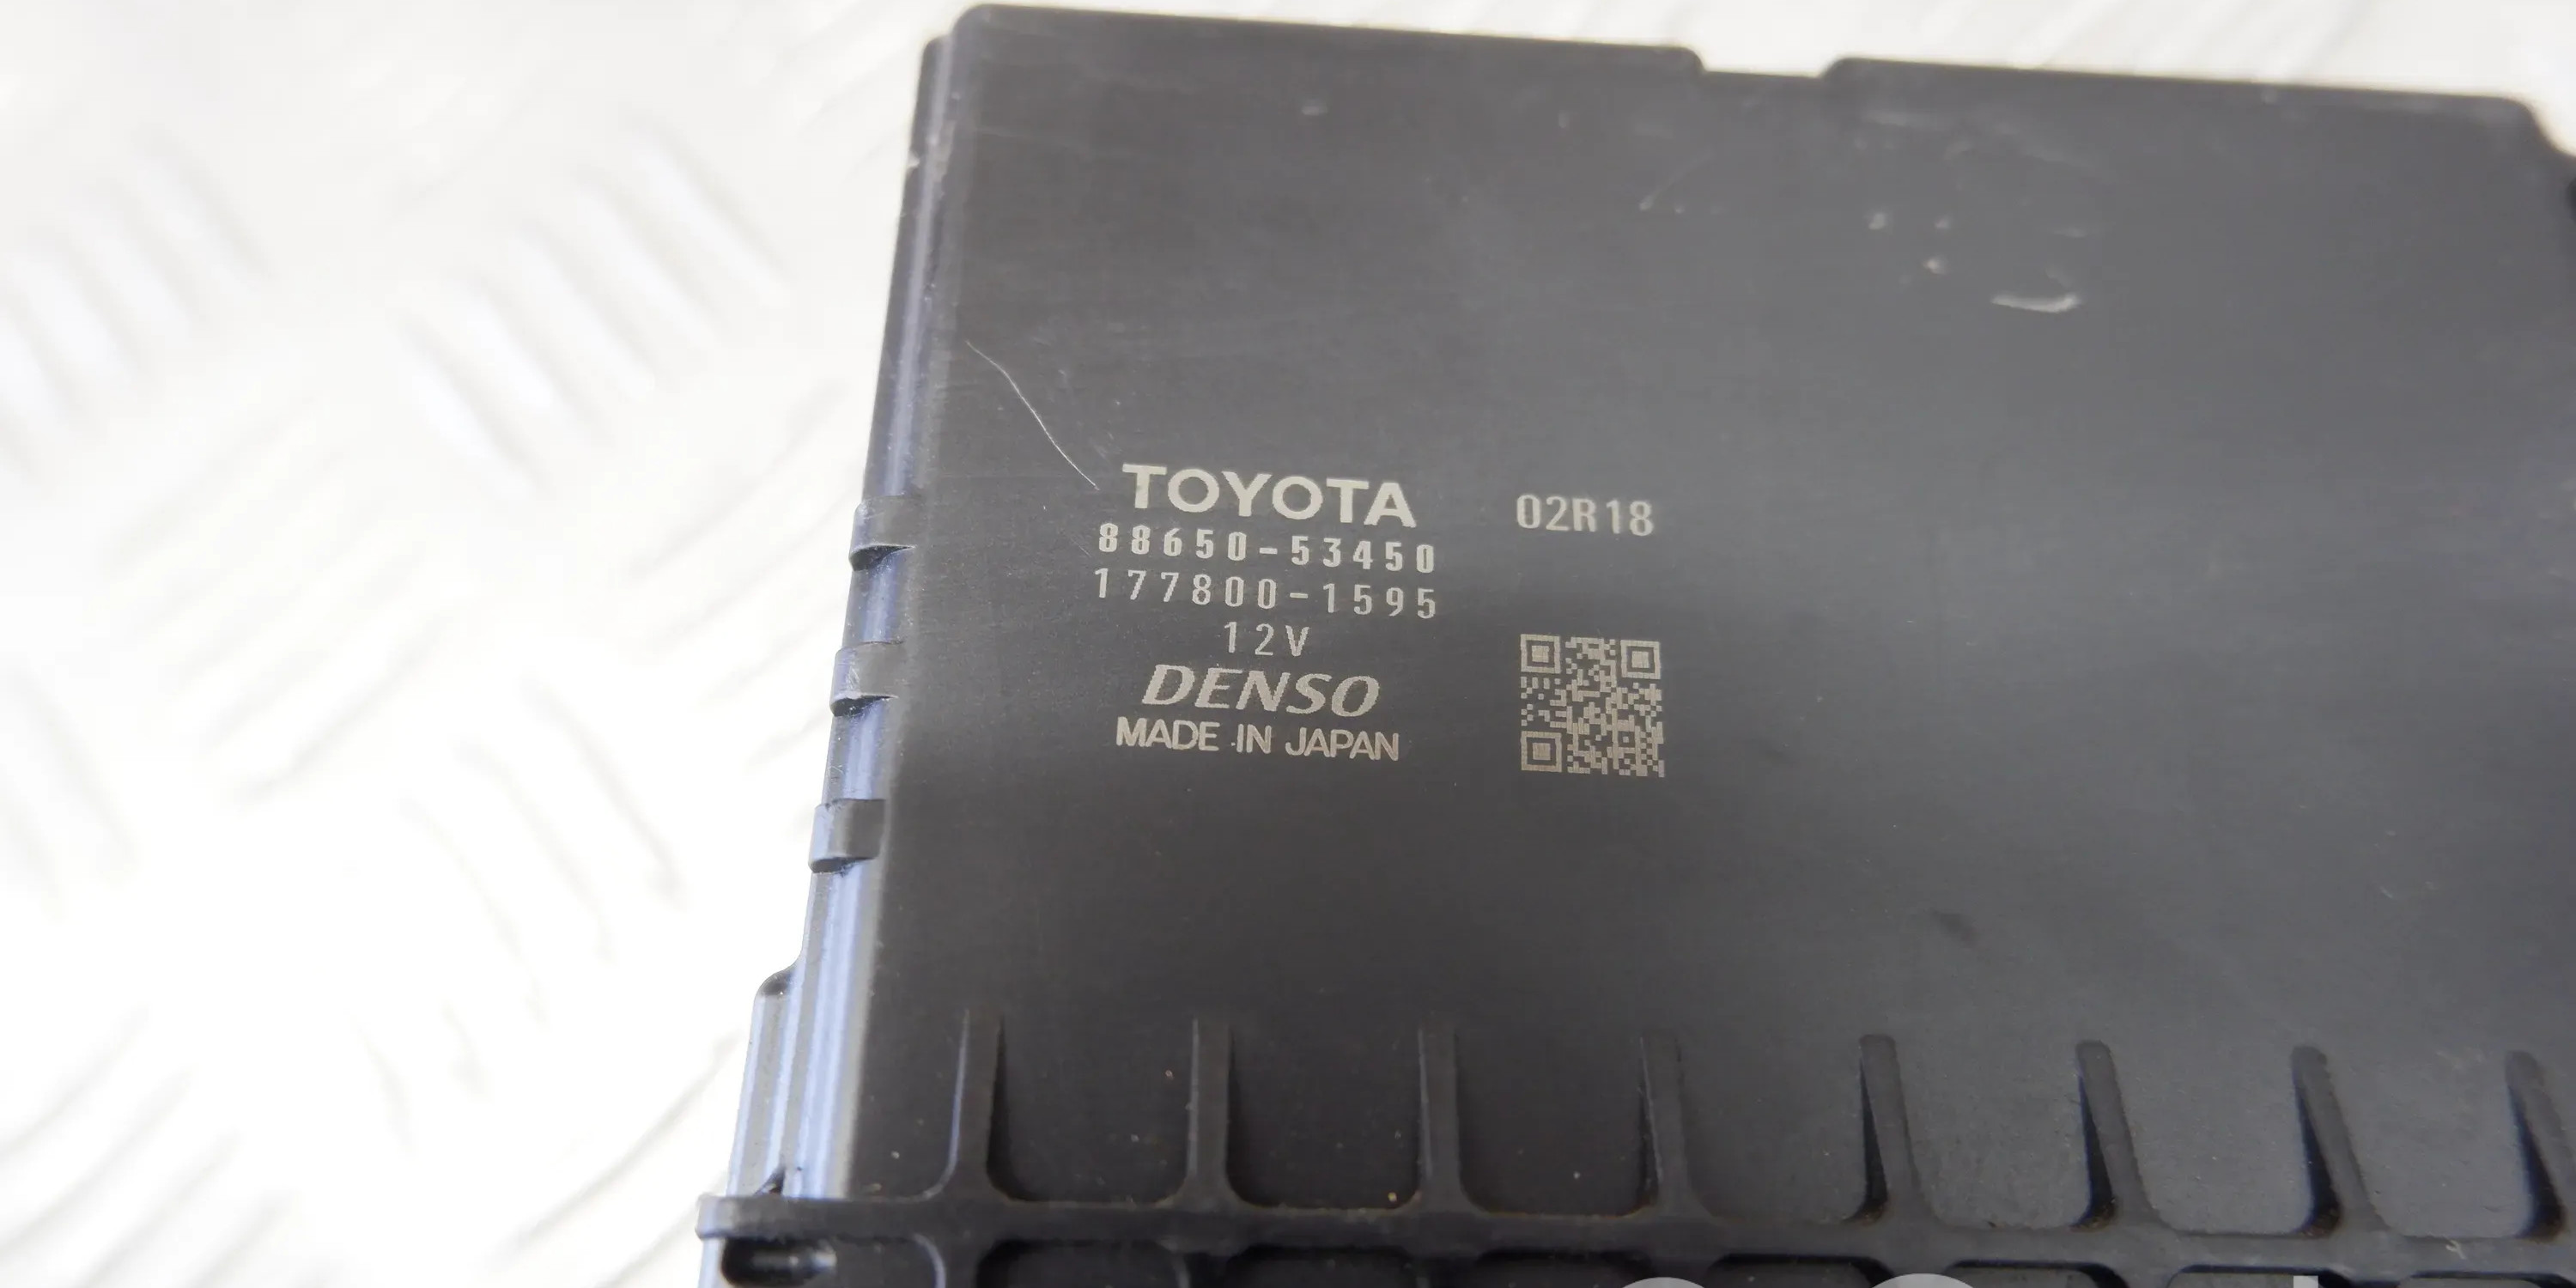 TOYOTA 02R18
88650-53450
177800-1595
12V
DENSO
MADE IN JAPAN